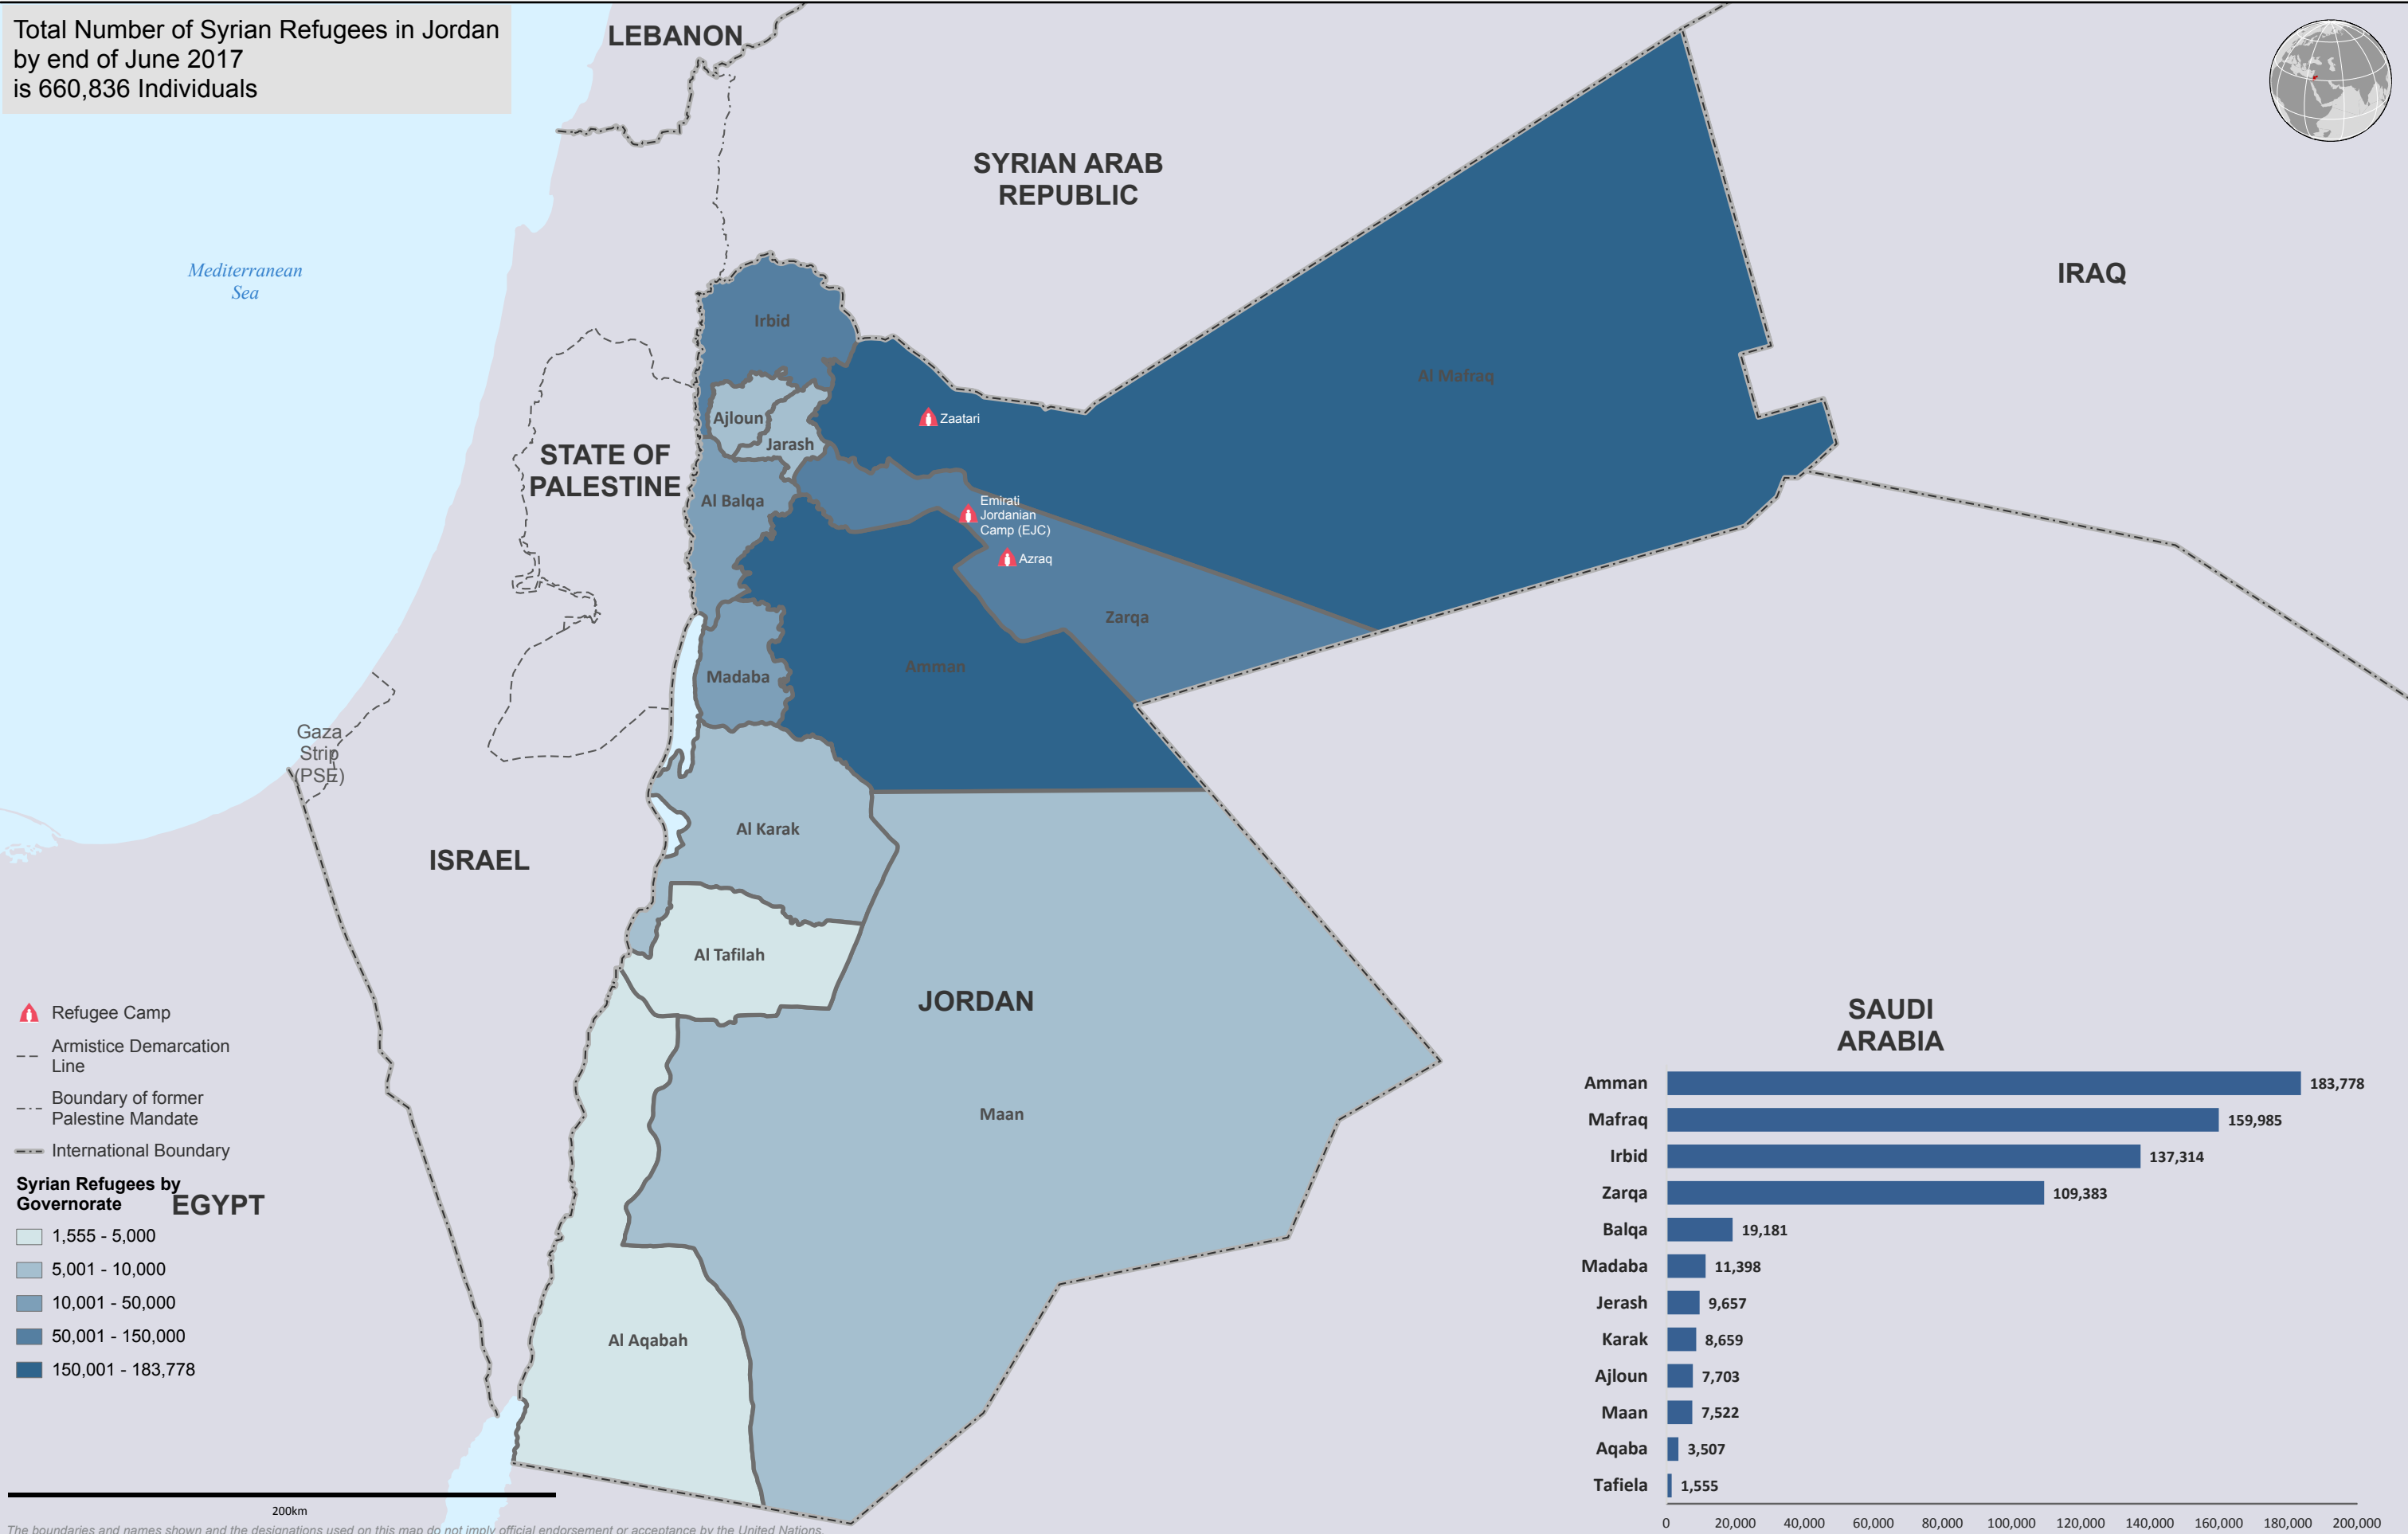 Total Number of Syrian Refugees in Jordan
by end of June 2017
is 660,836 Individuals
LEBANON
SYRIAN ARAB
REPUBLIC
IRAQ
Mediterranean
Sea
Irbid
Al Mafraq
Ajloun
Zaatari
Jarash
STATE OF
PALESTINE
Al Balqa
Emirati
Jordanian
Camp (EJC)
Azraq
Zarqa
Amman
Madaba
Gaza
Strip
(PSE)
Al Karak
ISRAEL
Al Tafilah
JORDAN
SAUDI
ARABIA
Maan
Al Aqabah
EGYPT
Refugee Camp
Armistice Demarcation
Line
Boundary of former
Palestine Mandate
International Boundary
Syrian Refugees by
Governorate
1,555 - 5,000
5,001 - 10,000
10,001 - 50,000
50,001 - 150,000
150,001 - 183,778
200km
The boundaries and names shown and the designations used on this map do not imply official endorsement or acceptance by the United Nations.
Amman 183,778
Mafraq 159,985
Irbid 137,314
Zarqa 109,383
Balqa 19,181
Madaba 11,398
Jerash 9,657
Karak 8,659
Ajloun 7,703
Maan 7,522
Aqaba 3,507
Tafiela 1,555
0 20,000 40,000 60,000 80,000 100,000 120,000 140,000 160,000 180,000 200,000